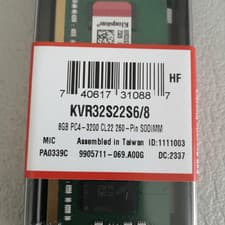 Kingston
HF
7 40617 31088 7
KVR32S22S6/8
8GB PC4-3200 CL22 260-Pin SODIMM
MIC Assembled in Taiwan ID:1111003
PA0339C 9905711-069.A00G DC:2337